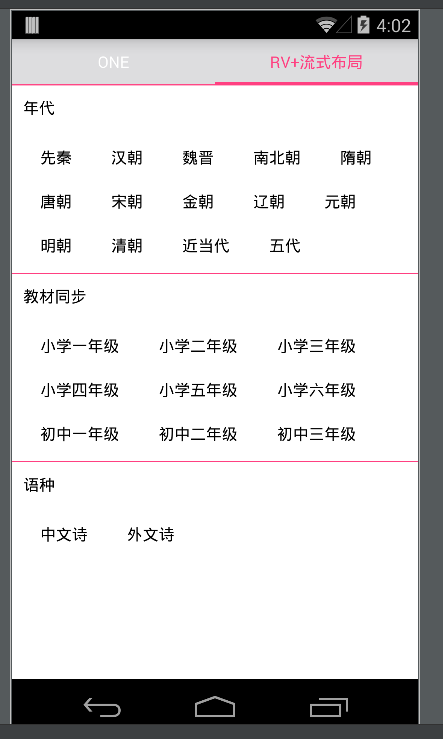 4:02
ONE RV+流式布局
年代
先秦 汉朝 魏晋 南北朝 隋朝
唐朝 宋朝 金朝 辽朝 元朝
明朝 清朝 近当代 五代
教材同步
小学一年级 小学二年级 小学三年级
小学四年级 小学五年级 小学六年级
初中一年级 初中二年级 初中三年级
语种
中文诗 外文诗